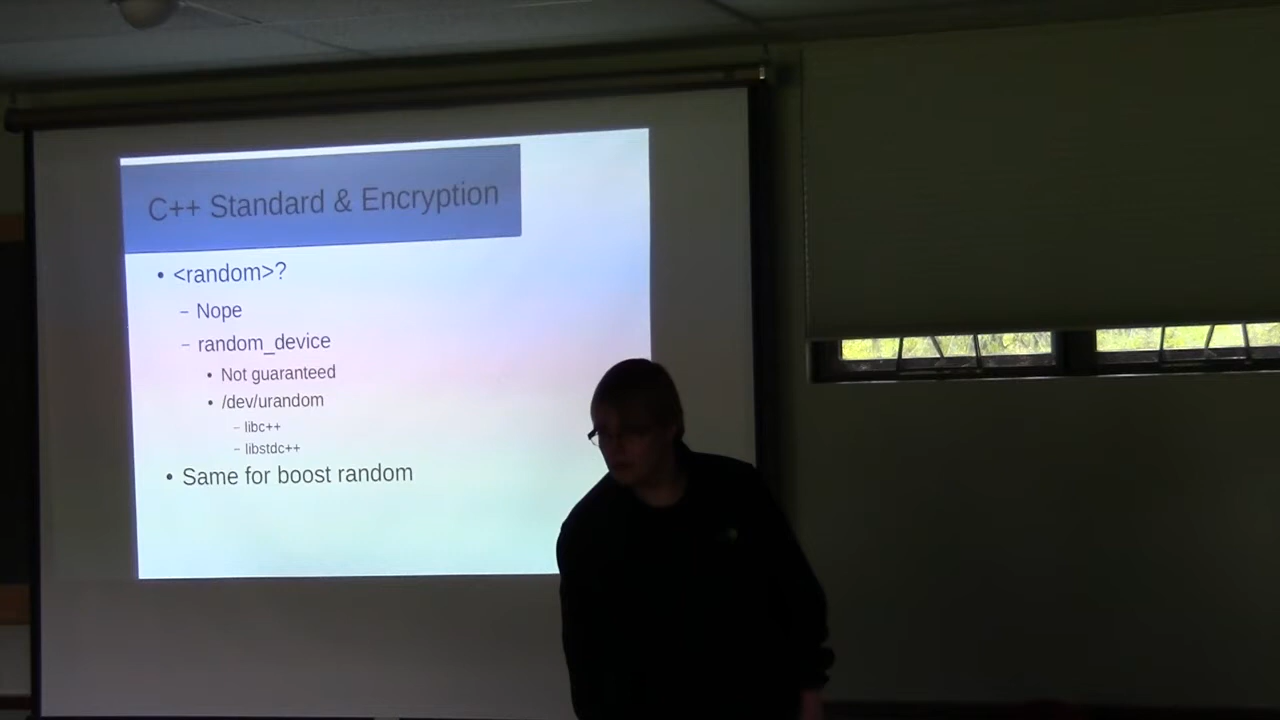 C++ Standard & Encryption
• <random>?
– Nope
– random_device
• Not guaranteed
• /dev/urandom
– libc++
– libstdc++
• Same for boost random